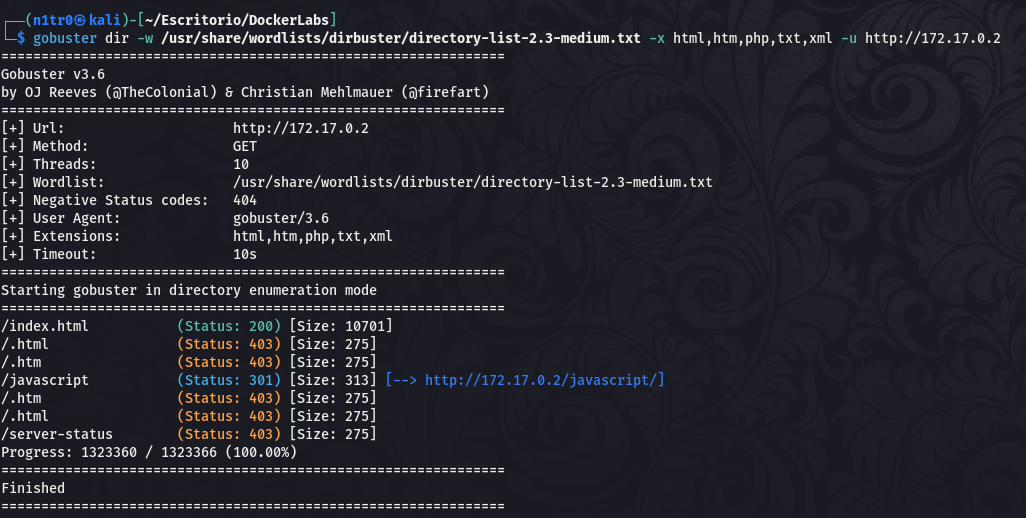 ┌──(n1tr0㉿kali)-[~/Escritorio/DockerLabs]
└─$ gobuster dir -w /usr/share/wordlists/dirbuster/directory-list-2.3-medium.txt -x html,htm,php,txt,xml -u http://172.17.0.2
===============================================================
Gobuster v3.6
by OJ Reeves (@TheColonial) & Christian Mehlmauer (@firefart)
===============================================================
[+] Url:                     http://172.17.0.2
[+] Method:                  GET
[+] Threads:                 10
[+] Wordlist:                /usr/share/wordlists/dirbuster/directory-list-2.3-medium.txt
[+] Negative Status codes:   404
[+] User Agent:              gobuster/3.6
[+] Extensions:              html,htm,php,txt,xml
[+] Timeout:                 10s
===============================================================
Starting gobuster in directory enumeration mode
===============================================================
/index.html           (Status: 200) [Size: 10701]
/.html                (Status: 403) [Size: 275]
/.htm                 (Status: 403) [Size: 275]
/javascript           (Status: 301) [Size: 313] [--> http://172.17.0.2/javascript/]
/.htm                 (Status: 403) [Size: 275]
/.html                (Status: 403) [Size: 275]
/server-status        (Status: 403) [Size: 275]
Progress: 1323360 / 1323366 (100.00%)
===============================================================
Finished
===============================================================